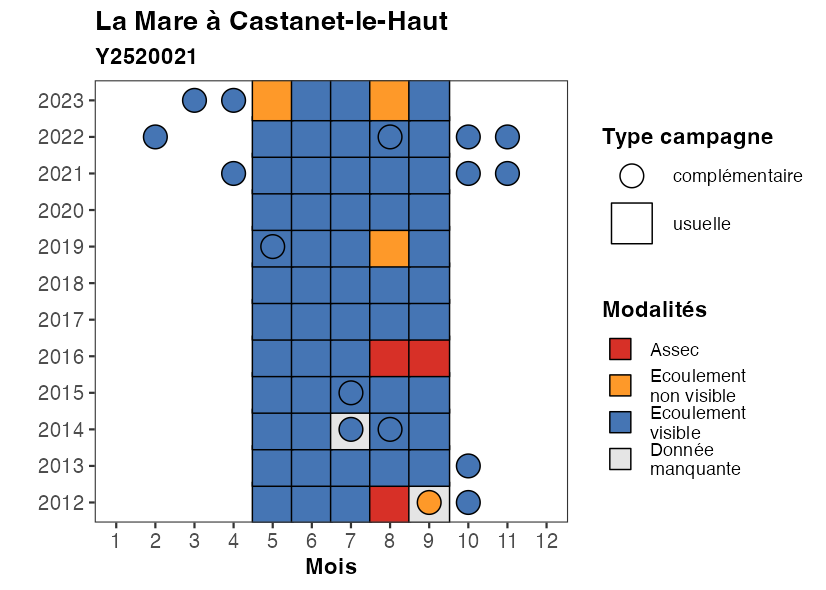 La Mare à Castanet-le-Haut
Y2520021
2023
2022
2021
2020
2019
2018
2017
2016
2015
2014
2013
2012
1 2 3 4 5 6 7 8 9 10 11 12
Mois
Type campagne
complémentaire
usuelle
Modalités
Assec
Ecoulement
non visible
Ecoulement
visible
Donnée
manquante